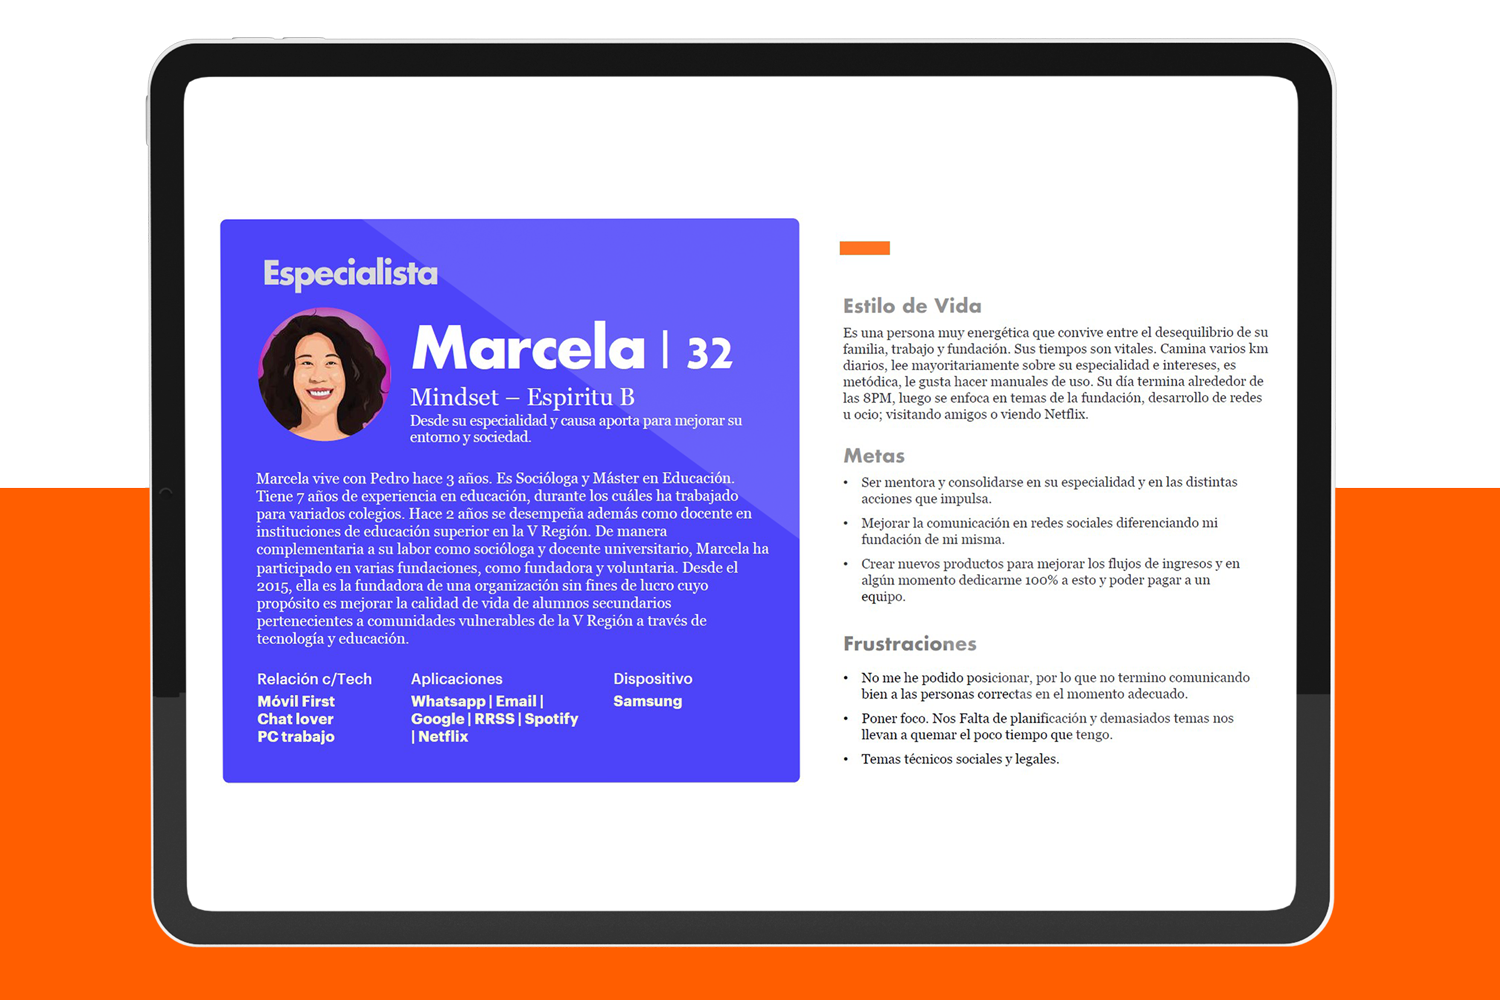 Especialista
Marcela | 32
Mindset – Espiritu B
Desde su especialidad y causa aporta para mejorar su
entorno y sociedad.
Marcela vive con Pedro hace 3 años. Es Socióloga y Máster en Educación.
Tiene 7 años de experiencia en educación, durante los cuáles ha trabajado
para variados colegios. Hace 2 años se desempeña además como docente en
instituciones de educación superior en la V Región. De manera
complementaria a su labor como socióloga y docente universitario, Marcela ha
participado en varias fundaciones, como fundadora y voluntaria. Desde el
2015, ella es la fundadora de una organización sin fines de lucro cuyo
propósito es mejorar la calidad de vida de alumnos secundarios
pertenecientes a comunidades vulnerables de la V Región a través de
tecnología y educación.
Relación c/Tech
Móvil First
Chat lover
PC trabajo
Aplicaciones
Whatsapp | Email |
Google | RRSS | Spotify
| Netflix
Dispositivo
Samsung
Estilo de Vida
Es una persona muy energética que convive entre el desequilibrio de su
familia, trabajo y fundación. Sus tiempos son vitales. Camina varios km
diarios, lee mayoritariamente sobre su especialidad e intereses, es
metódica, le gusta hacer manuales de uso. Su día termina alrededor de
las 8PM, luego se enfoca en temas de la fundación, desarrollo de redes
u ocio; visitando amigos o viendo Netflix.
Metas
• Ser mentora y consolidarse en su especialidad y en las distintas
acciones que impulsa.
• Mejorar la comunicación en redes sociales diferenciando mi
fundación de mi misma.
• Crear nuevos productos para mejorar los flujos de ingresos y en
algún momento dedicarme 100% a esto y poder pagar a un
equipo.
Frustraciones
• No me he podido posicionar, por lo que no termino comunicando
bien a las personas correctas en el momento adecuado.
• Poner foco. Nos Falta de planificación y demasiados temas nos
llevan a quemar el poco tiempo que tengo.
• Temas técnicos sociales y legales.